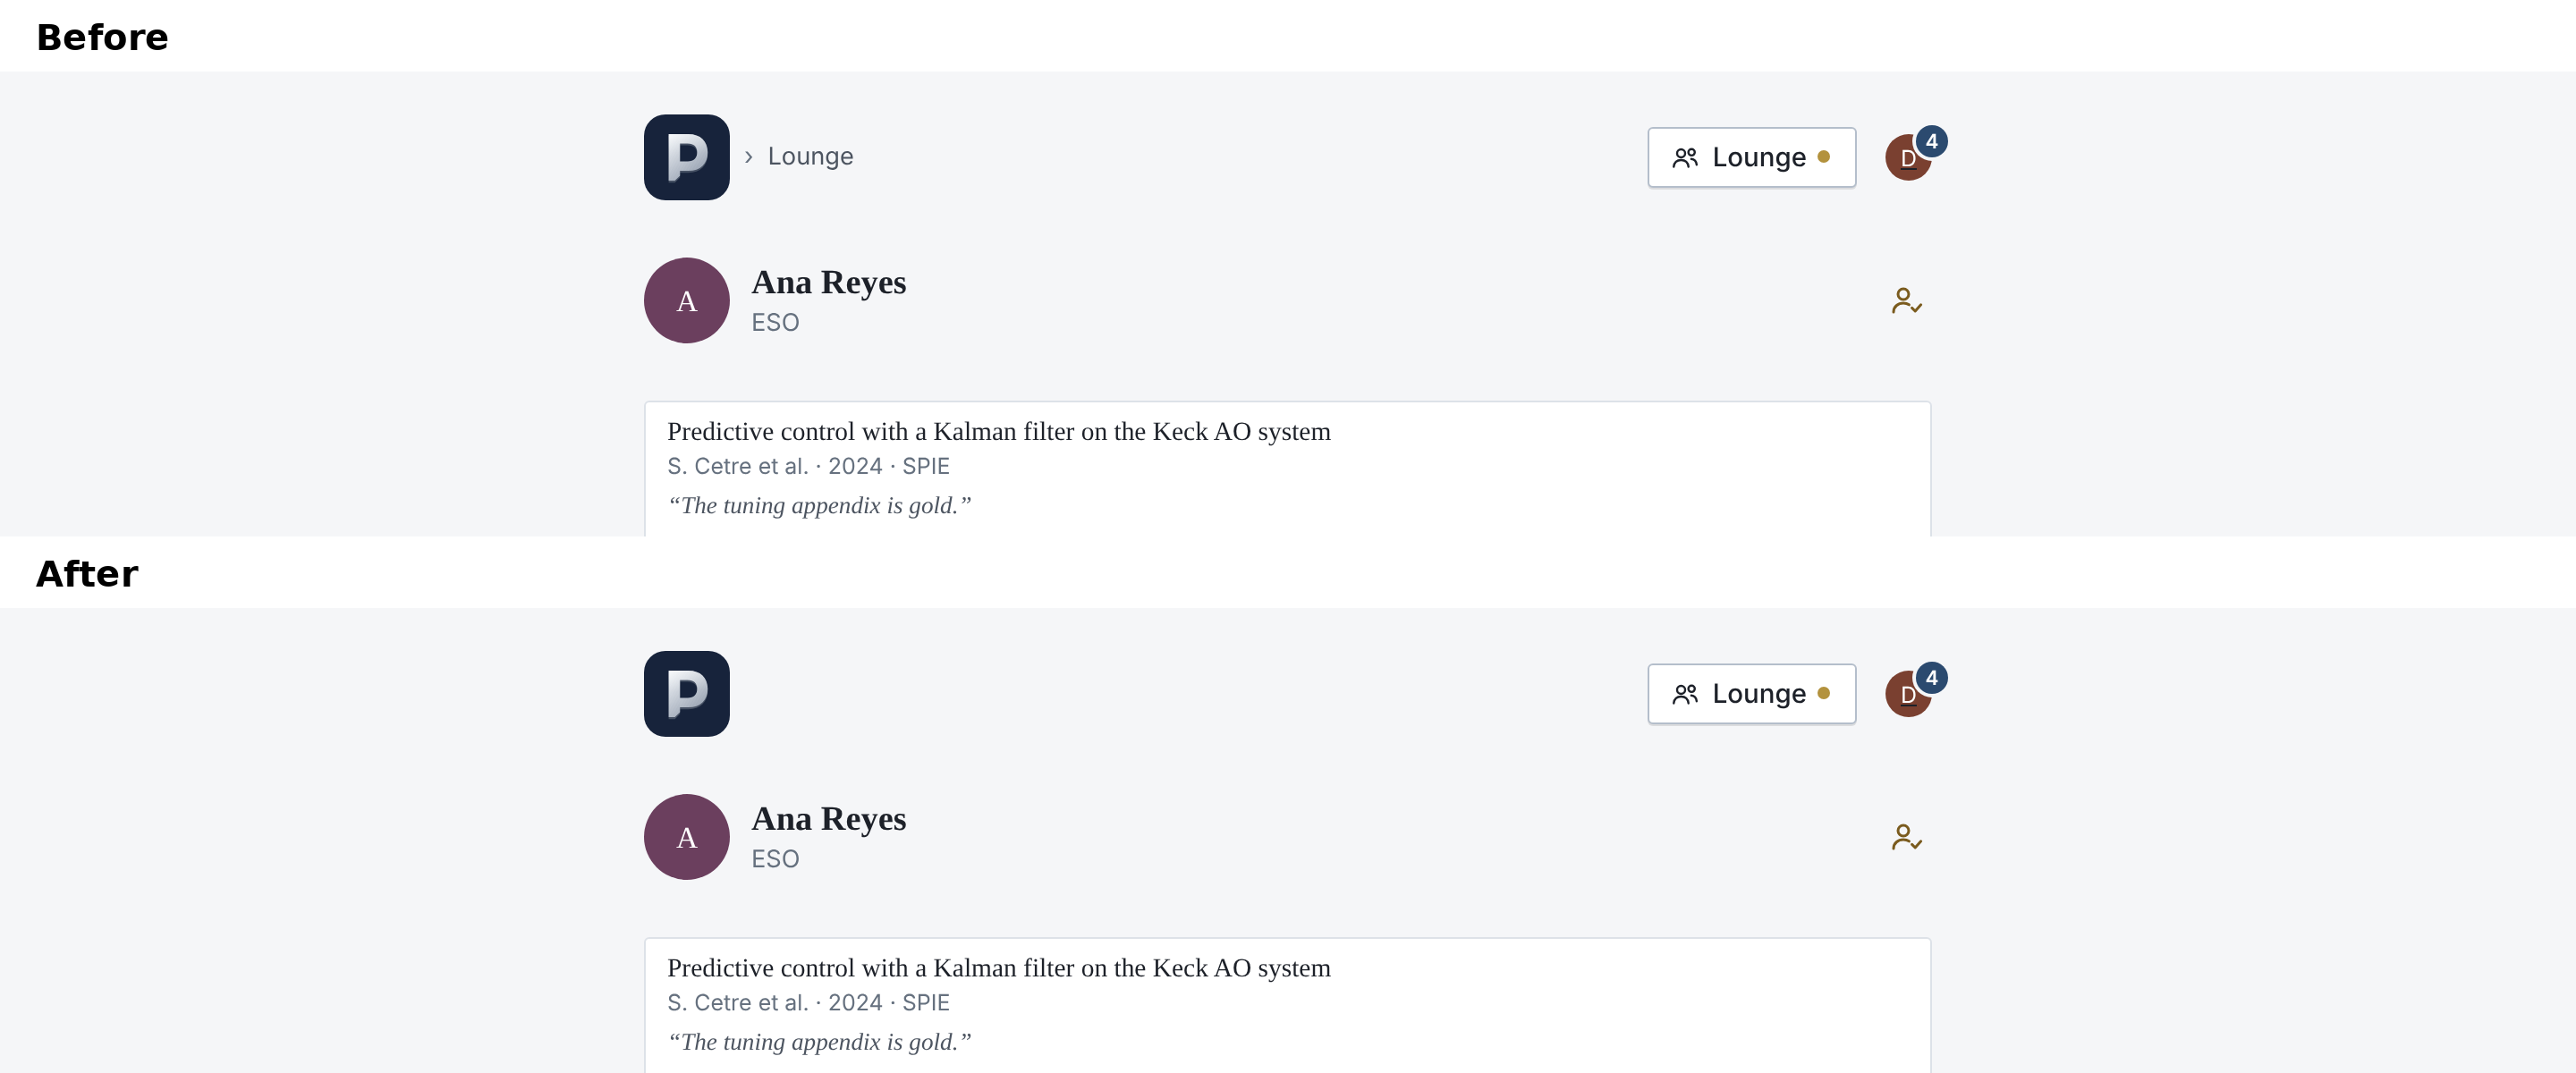 Before
P › Lounge
Lounge
D 4
A
Ana Reyes
ESO
Predictive control with a Kalman filter on the Keck AO system
S. Cetre et al. · 2024 · SPIE
“The tuning appendix is gold.”
After
P
Lounge
D 4
A
Ana Reyes
ESO
Predictive control with a Kalman filter on the Keck AO system
S. Cetre et al. · 2024 · SPIE
“The tuning appendix is gold.”